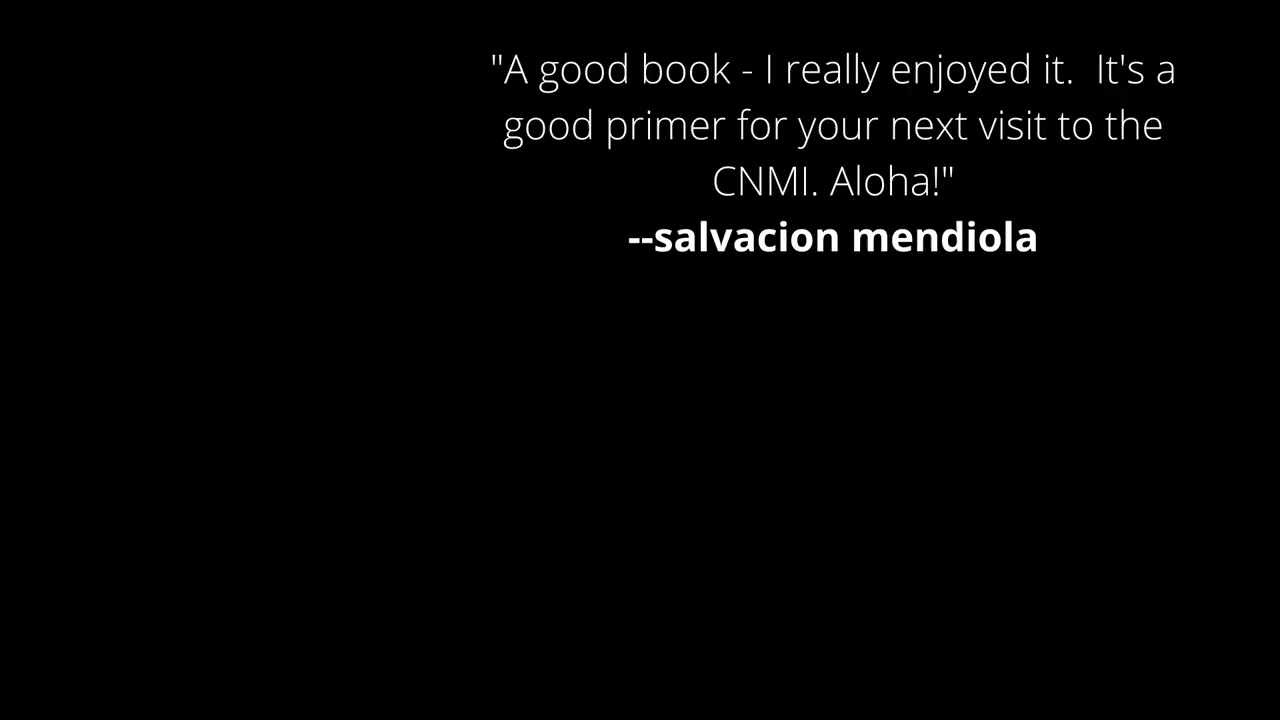 "A good book - I really enjoyed it.  It's a
good primer for your next visit to the
CNMI. Aloha!"
--salvacion mendiola